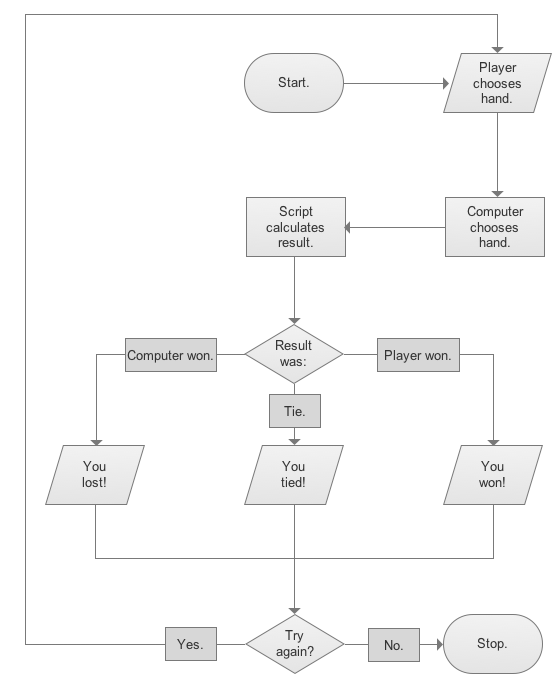 Start.
Player
chooses
hand.
Script
calculates
result.
Computer
chooses
hand.
Result
was:
Computer won.
Player won.
Tie.
You
lost!
You
tied!
You
won!
Try
again?
Yes.
No.
Stop.